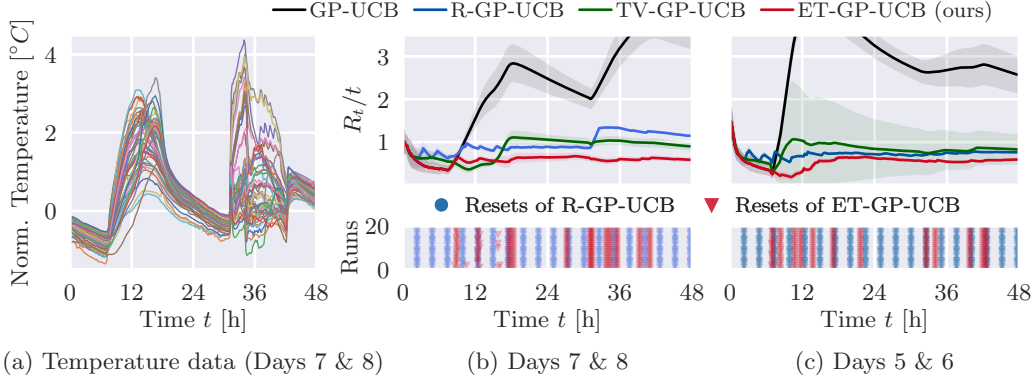 GP-UCB R-GP-UCB TV-GP-UCB ET-GP-UCB (ours)
Norm. Temperature [°C]
4
2
0
0 12 24 36 48
Time t [h]
(a) Temperature data (Days 7 & 8)
R_t/t
3
2
1
Resets of R-GP-UCB Resets of ET-GP-UCB
Runs
20
0
0 12 24 36 48
Time t [h]
(b) Days 7 & 8
0 12 24 36 48
Time t [h]
(c) Days 5 & 6